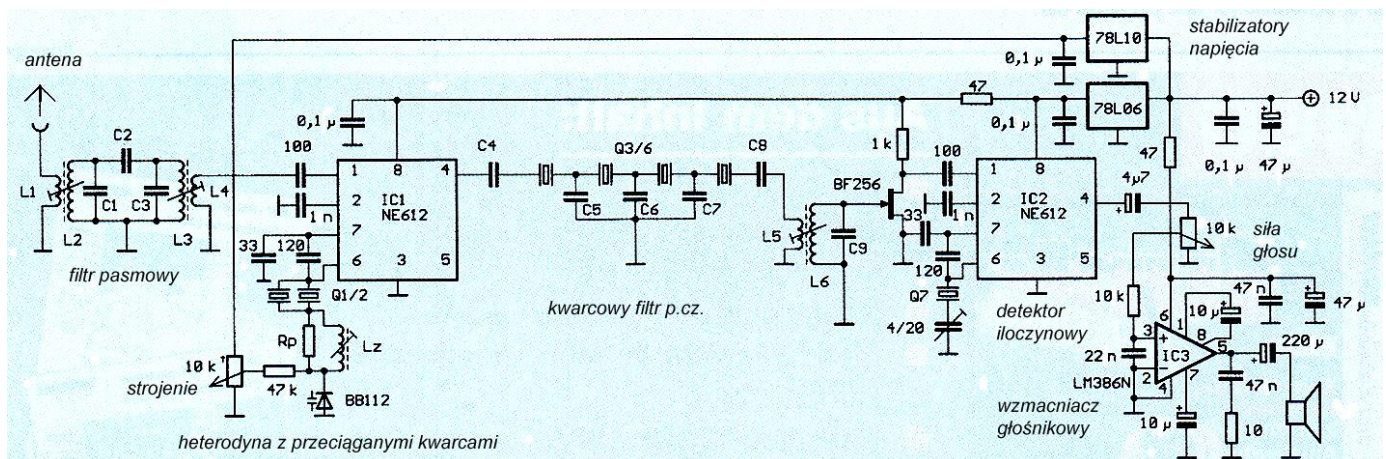 antena
stabilizatory
napięcia
78L10
0,1 µ
47
12 V
78L06
0,1 µ
0,1 µ
0,1 µ
47 µ
1 k
47
C2
100
Q3/6
C4
C8
100
4µ7
L1
L4
C1
C3
1
8
4
IC1
NE612
2
7
6
3
5
1 n
C5
C6
C7
BF256
1
8
IC2
NE612
4
2
7
6
3
5
33
1 n
10 k
siła
głosu
L2
L3
33
120
L5
C9
L6
120
filtr pasmowy
Q1/2
kwarcowy filtr p.cz.
Q7
detektor
iloczynowy
10 k
47 n
47 µ
10 µ
Rp
Lz
4/20
6
1
8
220 µ
3
+
IC3
5
22 n
2
−
7
4
47 n
LM386N
10 k
strojenie
47 k
BB112
wzmacniacz
głośnikowy
10 µ
10
heterodyna z przeciąganymi kwarcami